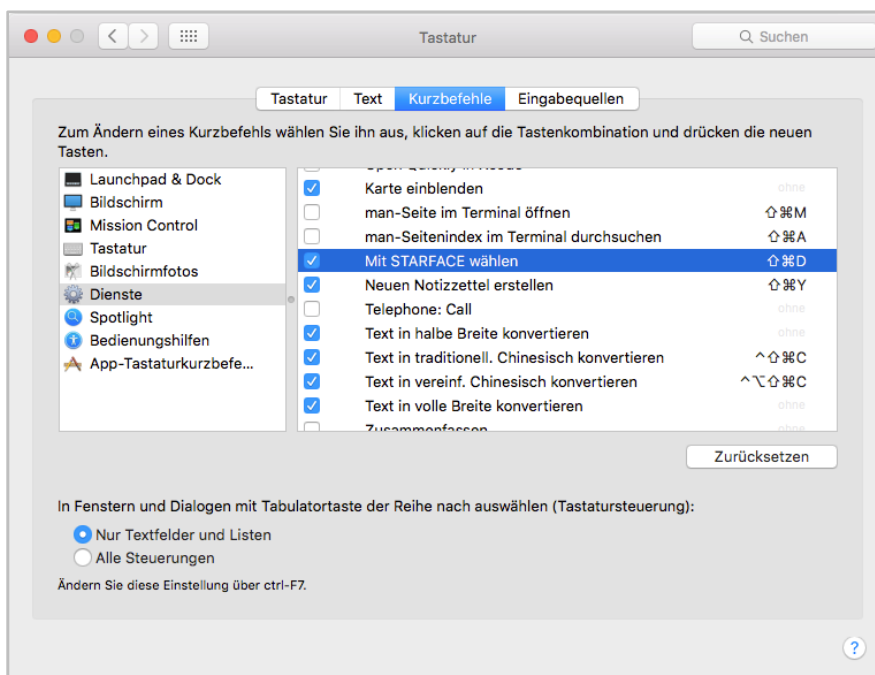 Tastatur
Suchen
Tastatur Text Kurzbefehle Eingabequellen
Zum Ändern eines Kurzbefehls wählen Sie ihn aus, klicken auf die Tastenkombination und drücken die neuen
Tasten.
Launchpad & Dock
Bildschirm
Mission Control
Tastatur
Bildschirmfotos
Dienste
Spotlight
Bedienungshilfen
App-Tastaturkurzbefe...
Karte einblenden ohne
man-Seite im Terminal öffnen ⇧⌘M
man-Seitenindex im Terminal durchsuchen ⇧⌘A
Mit STARFACE wählen ⇧⌘D
Neuen Notizzettel erstellen ⇧⌘Y
Telephone: Call ohne
Text in halbe Breite konvertieren ohne
Text in traditionell. Chinesisch konvertieren ^⇧⌘C
Text in vereinf. Chinesisch konvertieren ^⌥⇧⌘C
Text in volle Breite konvertieren ohne
Zusammenfassen ohne
Zurücksetzen
In Fenstern und Dialogen mit Tabulatortaste der Reihe nach auswählen (Tastatursteuerung):
Nur Textfelder und Listen
Alle Steuerungen
Ändern Sie diese Einstellung über ctrl-F7.
?